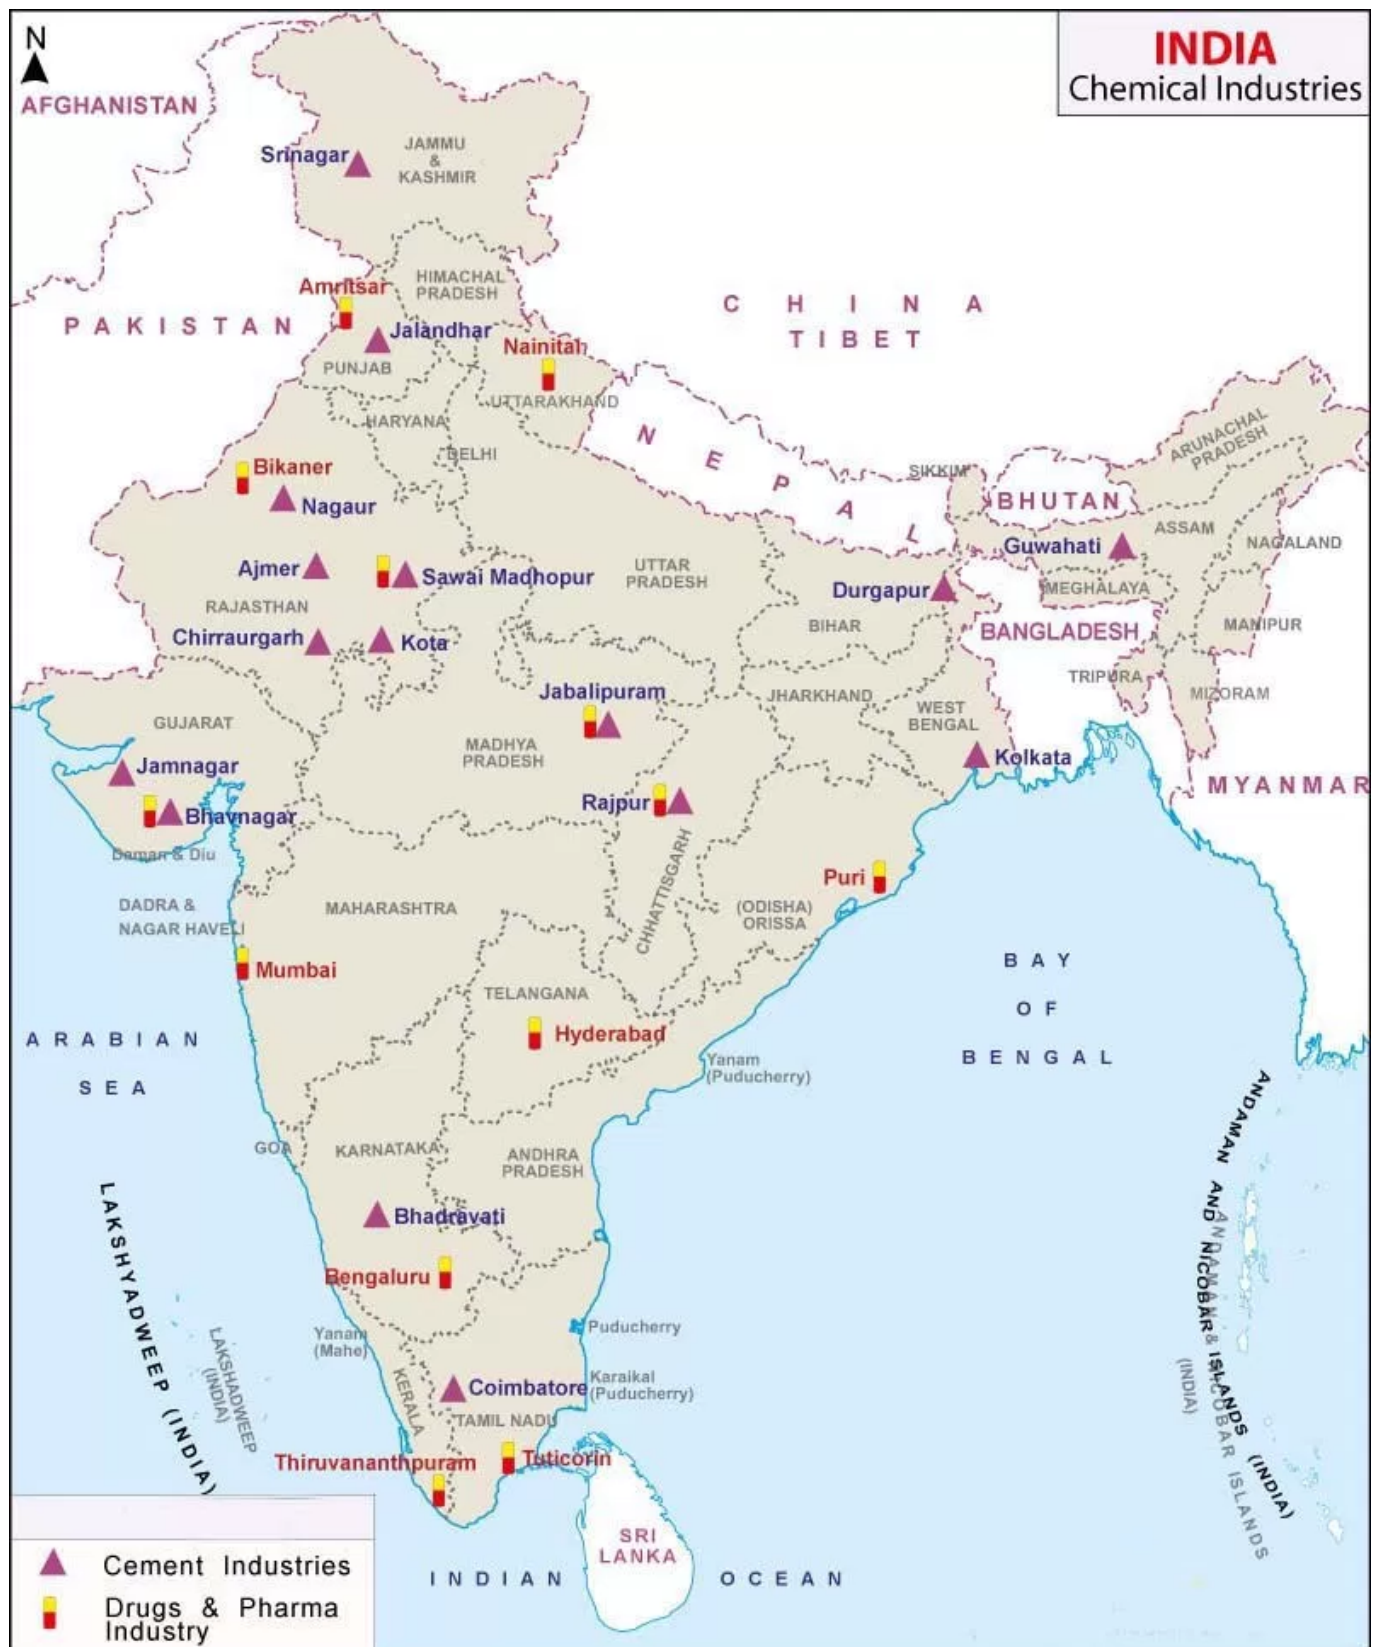 N
INDIA
Chemical Industries
AFGHANISTAN
Srinagar
JAMMU
&
KASHMIR
HIMACHAL
PRADESH
Amritsar
PAKISTAN
Jalandhar
PUNJAB
Nainital
UTTARAKHAND
CHINA
TIBET
HARYANA
DELHI
NEPAL
SIKKIM
BHUTAN
ARUNACHAL
PRADESH
Bikaner
Nagaur
ASSAM
NAGALAND
Guwahati
Ajmer
Sawai Madhopur
UTTAR
PRADESH
Durgapur
MEGHALAYA
RAJASTHAN
BIHAR
BANGLADESH
MANIPUR
Chirraurgarh
Kota
TRIPURA
MIZORAM
Jabalipuram
JHARKHAND
WEST
BENGAL
GUJARAT
MADHYA
PRADESH
Kolkata
MYANMAR
Jamnagar
Bhavnagar
Rajpur
Daman & Diu
CHHATTISGARH
Puri
DADRA &
NAGAR HAVELI
MAHARASHTRA
(ODISHA)
ORISSA
Mumbai
TELANGANA
Hyderabad
BAY
OF
BENGAL
ARABIAN
SEA
Yanam
(Puducherry)
GOA
KARNATAKA
ANDHRA
PRADESH
Bhadravati
Bengaluru
ANDAMAN AND NICOBAR ISLANDS (INDIA)
ANDAMAN & NICOBAR ISLANDS
(INDIA)
LAKSHYADWEEP (INDIA)
LAKSHADWEEP
(INDIA)
Yanam
(Mahe)
Puducherry
KERALA
Coimbatore
Karaikal
(Puducherry)
TAMIL NADU
Thiruvananthpuram
Tuticorin
SRI
LANKA
INDIAN OCEAN
Cement Industries
Drugs & Pharma
Industry